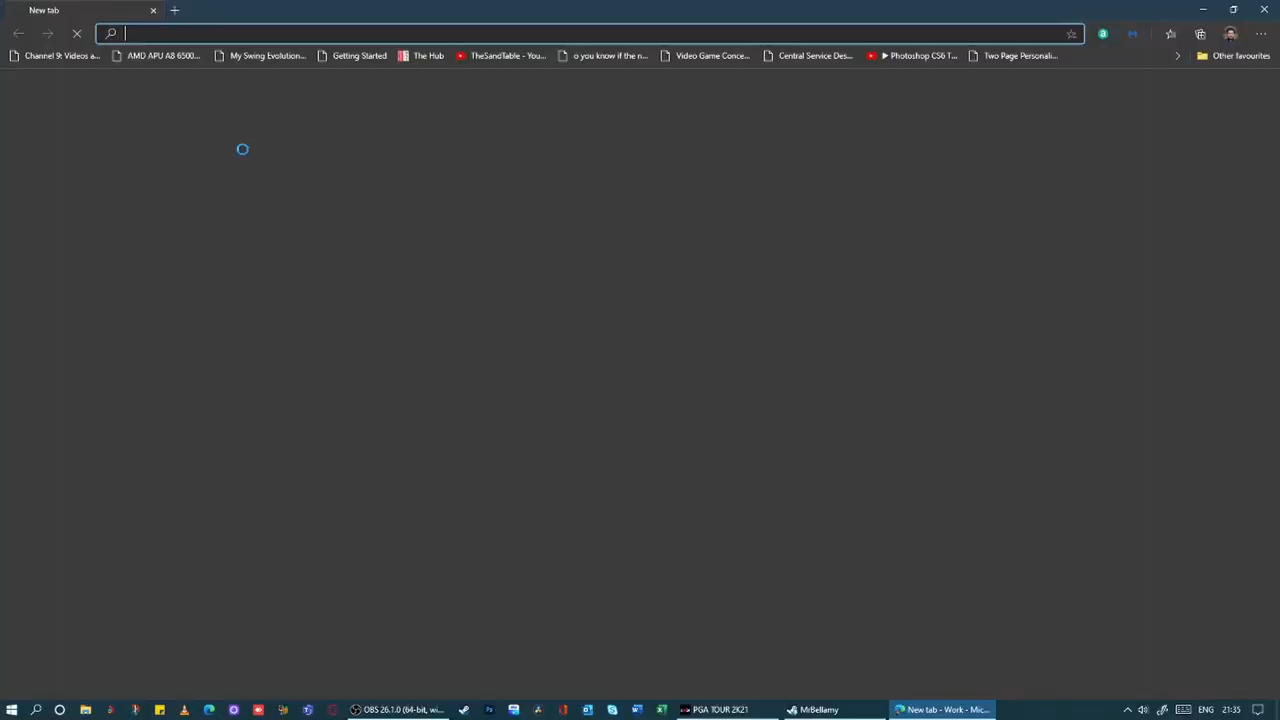 New tab
Channel 9: Videos a...
AMD APU A8 6500...
My Swing Evolution...
Getting Started
The Hub
TheSandTable - You...
o you know if the n...
Video Game Conce...
Central Service Des...
▶ Photoshop CS6 T...
Two Page Personali...
Other favourites
OBS 26.1.0 (64-bit, wi...
PGA TOUR 2K21
MrBellamy
New tab - Work - Mic...
ENG
21:35